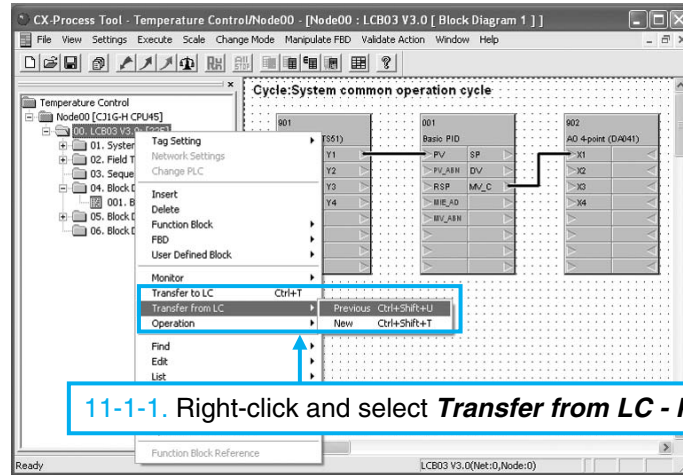 CX-Process Tool - Temperature Control/Node00 - [Node00 : LCB03 V3.0 [ Block Diagram 1 ] ]
File View Settings Execute Scale Change Mode Manipulate FBD Validate Action Window Help
Cycle:System common operation cycle
Temperature Control
Node00 [CJ1G-H CPU45]
00. LCB03 V3.0
01. System
02. Field T
03. Seque
04. Block D
001. B
05. Block D
06. Block D
Tag Setting
Network Settings
Change PLC
Insert
Delete
Function Block
FBD
User Defined Block
Monitor
Transfer to LC Ctrl+T
Transfer from LC
Operation
Find
Edit
List
Function Block Reference
Previous Ctrl+Shift+U
New Ctrl+Shift+T
901
TS51)
Y1
Y2
Y3
Y4
001
Basic PID
PV SP
PV_ABN DV
RSP MV_C
MIE_AD
MV_ABN
902
AO 4-point (DA041)
X1
X2
X3
X4
11-1-1. Right-click and select Transfer from LC -
Ready
LCB03 V3.0(Net:0,Node:0)